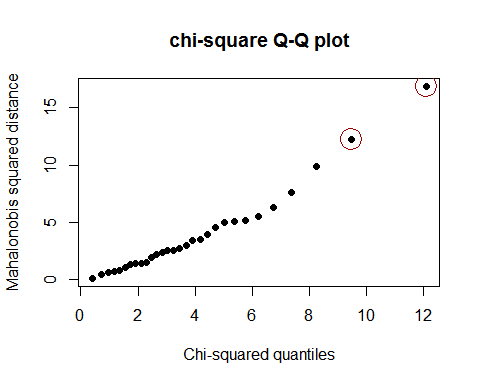 chi-square Q-Q plot
Mahalonobis squared distance
15
10
5
0
0 2 4 6 8 10 12
Chi-squared quantiles